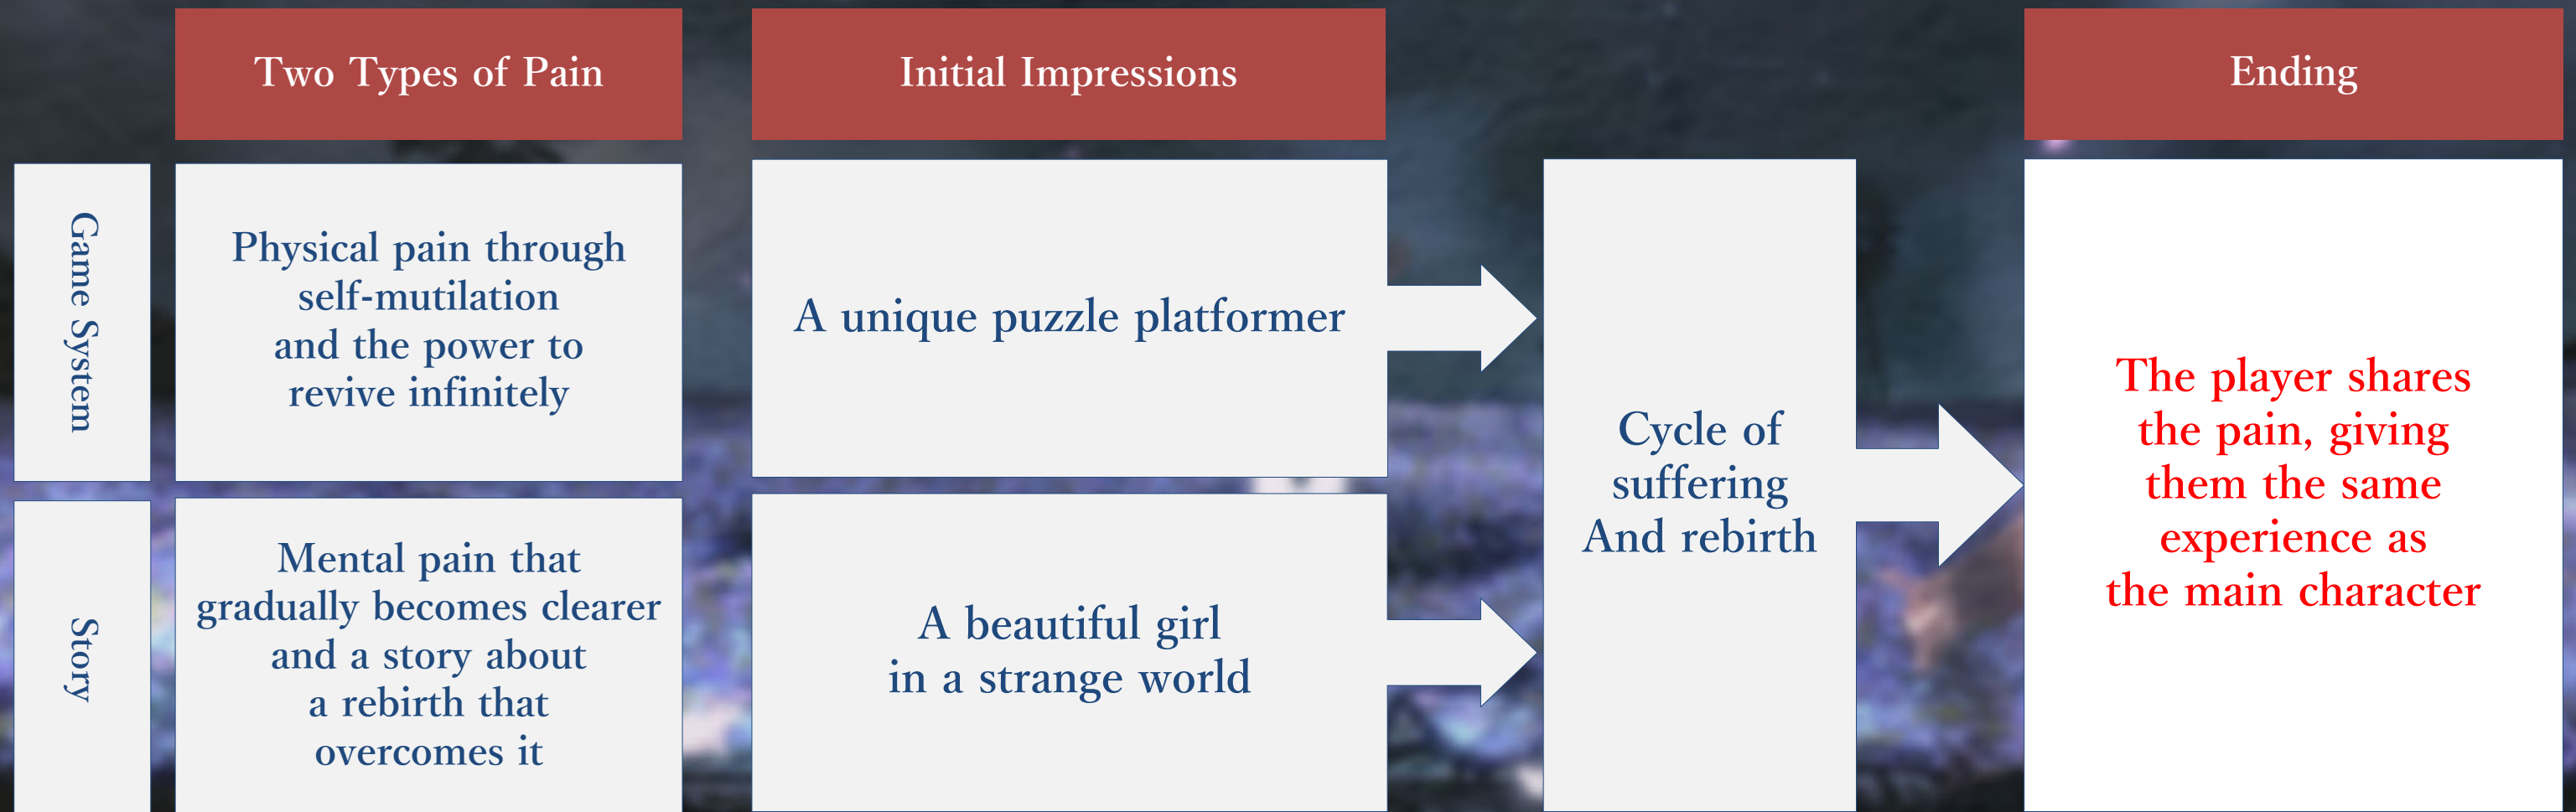 Two Types of Pain
Initial Impressions
Ending
Game System
Physical pain through
self-mutilation
and the power to
revive infinitely
A unique puzzle platformer
Story
Mental pain that
gradually becomes clearer
and a story about
a rebirth that
overcomes it
A beautiful girl
in a strange world
Cycle of
suffering
And rebirth
The player shares
the pain, giving
them the same
experience as
the main character